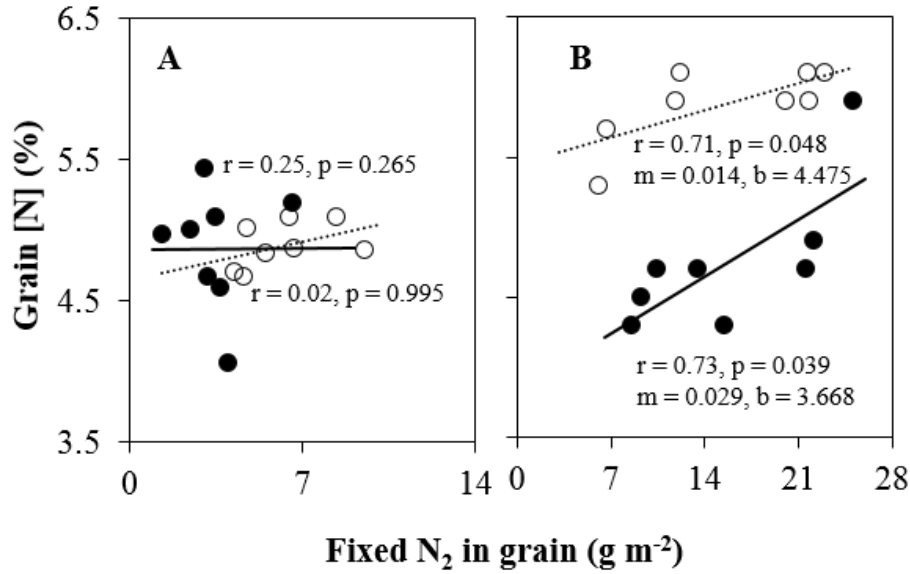 6.5
5.5
4.5
3.5
Grain [N] (%)
A
r = 0.25, p = 0.265
r = 0.02, p = 0.995
0
7
14
B
r = 0.71, p = 0.048
m = 0.014, b = 4.475
r = 0.73, p = 0.039
m = 0.029, b = 3.668
0
7
14
21
28
Fixed N₂ in grain (g m⁻²)